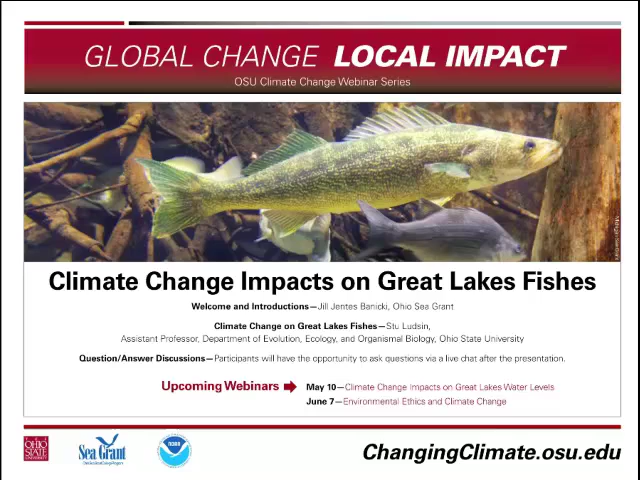 GLOBAL CHANGE LOCAL IMPACT
OSU Climate Change Webinar Series
Climate Change Impacts on Great Lakes Fishes
Welcome and Introductions—Jill Jentes Banicki, Ohio Sea Grant
Climate Change on Great Lakes Fishes—Stu Ludsin,
Assistant Professor, Department of Evolution, Ecology, and Organismal Biology, Ohio State University
Question/Answer Discussions—Participants will have the opportunity to ask questions via a live chat after the presentation.
Upcoming Webinars May 10—Climate Change Impacts on Great Lakes Water Levels
June 7—Environmental Ethics and Climate Change
OHIO
STATE
UNIVERSITY
Sea Grant
NOAA
ChangingClimate.osu.edu